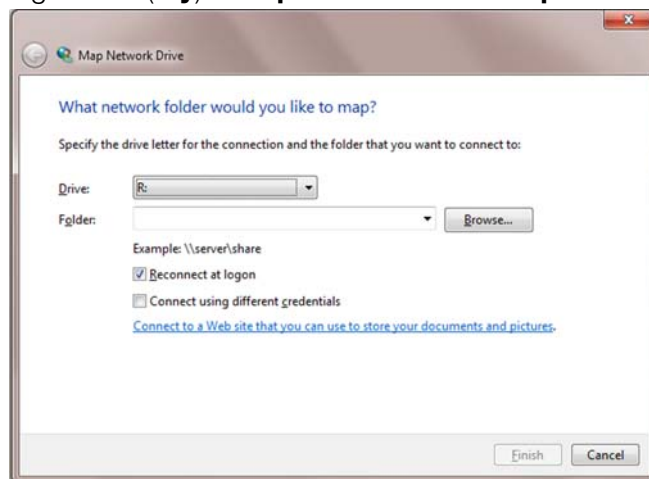 Map Network Drive
What network folder would you like to map?
Specify the drive letter for the connection and the folder that you want to connect to:
Drive: R:
Folder: Browse...
Example: \\server\share
Reconnect at logon
Connect using different credentials
Connect to a Web site that you can use to store your documents and pictures.
Finish Cancel